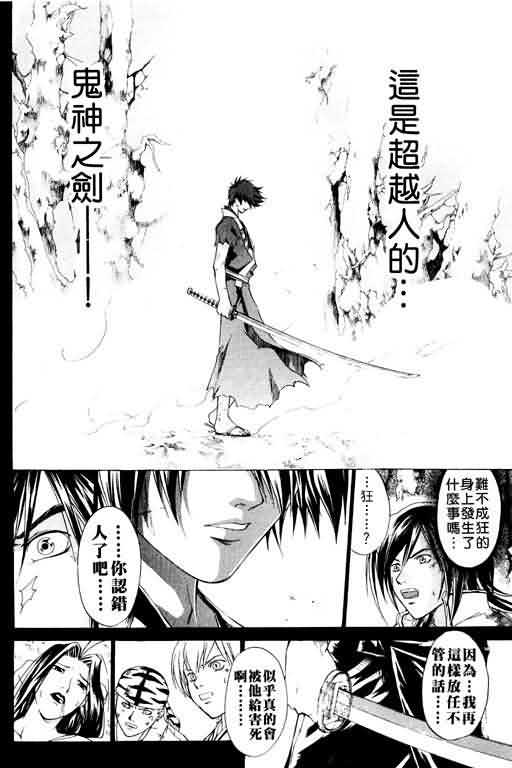 這是超越人的…
鬼神之劍——！
難不成狂的
身上發生了
什麼事嗎…
…狂……？
……你認錯
人了吧……
因為…我再
這樣放任不
管的話…
似乎真的會
被他給害死
啊……